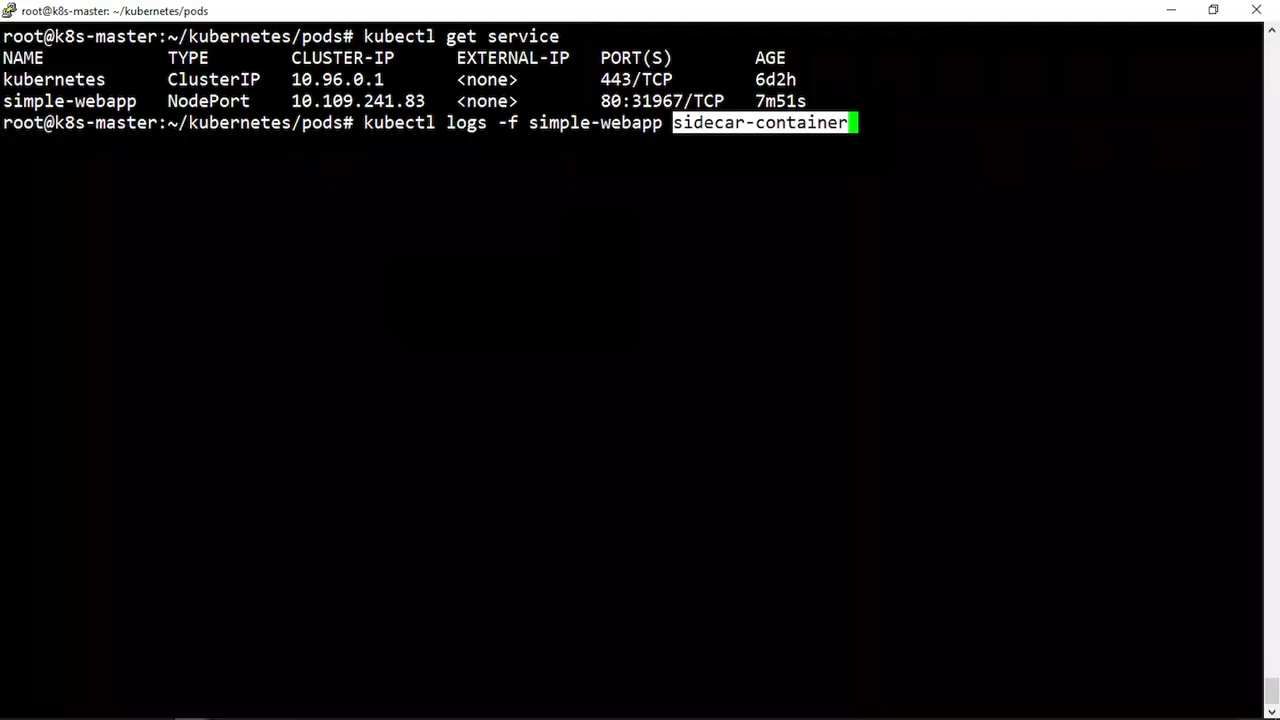 root@k8s-master: ~/kubernetes/pods
root@k8s-master:~/kubernetes/pods# kubectl get service
NAME TYPE CLUSTER-IP EXTERNAL-IP PORT(S) AGE
kubernetes ClusterIP 10.96.0.1 <none> 443/TCP 6d2h
simple-webapp NodePort 10.109.241.83 <none> 80:31967/TCP 7m51s
root@k8s-master:~/kubernetes/pods# kubectl logs -f simple-webapp sidecar-container